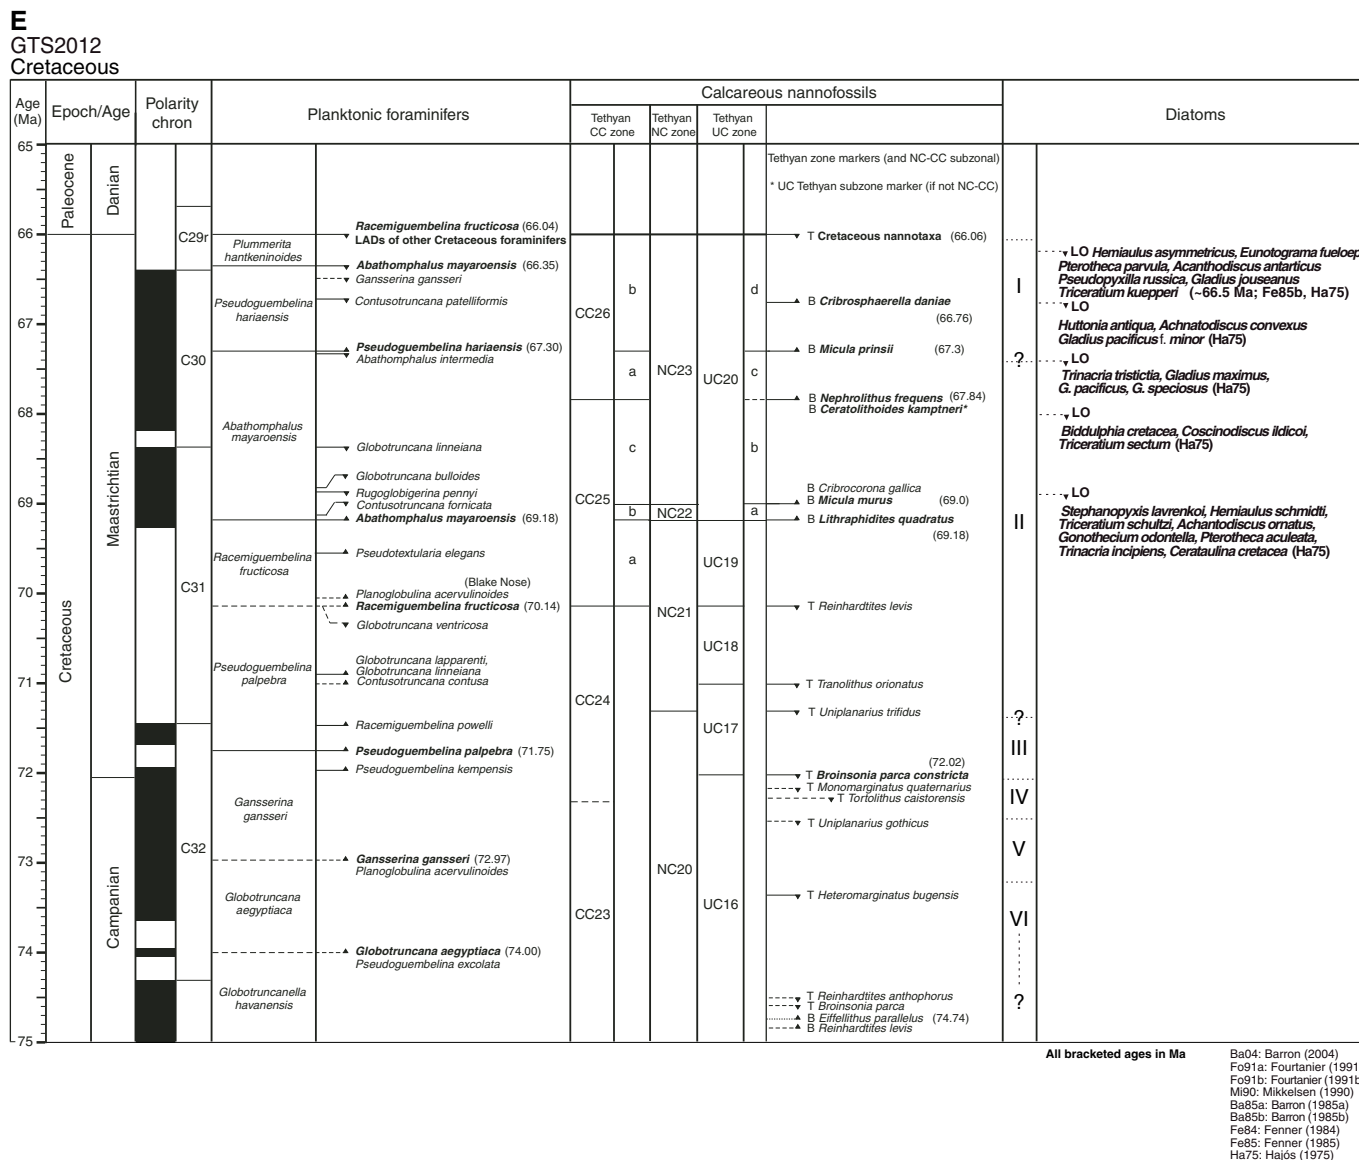 E
GTS2012
Cretaceous
Age
(Ma)
Epoch/Age
Polarity
chron
Planktonic foraminifers
Calcareous nannofossils
Tethyan
CC zone
Tethyan
NC zone
Tethyan
UC zone
Diatoms
65
66
67
68
69
70
71
72
73
74
75
Paleocene
Cretaceous
Danian
Maastrichtian
Campanian
C29r
C30
C31
C32
Plummerita
hantkeninoides
Pseudoguembelina
hariaensis
Abathomphalus
mayaroensis
Racemiguembelina
fructicosa
Pseudoguembelina
palpebra
Gansserina
gansseri
Globotruncana
aegyptiaca
Globotruncanella
havanensis
Racemiguembelina fructicosa (66.04)
LADs of other Cretaceous foraminifers
Abathomphalus mayaroensis (66.35)
Gansserina gansseri
Contusotruncana patelliformis
Pseudoguembelina hariaensis (67.30)
Abathomphalus intermedia
Globotruncana linneiana
Globotruncana bulloides
Rugoglobigerina pennyi
Contusotruncana fornicata
Abathomphalus mayaroensis (69.18)
Pseudotextularia elegans
(Blake Nose)
Planoglobulina acervulinoides
Racemiguembelina fructicosa (70.14)
Globotruncana ventricosa
Globotruncana lapparenti,
Globotruncana linneiana
Contusotruncana contusa
Racemiguembelina powelli
Pseudoguembelina palpebra (71.75)
Pseudoguembelina kempensis
Gansserina gansseri (72.97)
Planoglobulina acervulinoides
Globotruncana aegyptiaca (74.00)
Pseudoguembelina excolata
CC26
CC25
CC24
CC23
b
a
c
b
a
NC23
NC22
NC21
NC20
UC20
UC19
UC18
UC17
UC16
d
c
b
a
Tethyan zone markers (and NC-CC subzonal)
* UC Tethyan subzone marker (if not NC-CC)
T Cretaceous nannotaxa (66.06)
B Cribrosphaerella daniae
(66.76)
B Micula prinsii (67.3)
B Nephrolithus frequens (67.84)
B Ceratolithoides kamptneri*
B Cribrocorona gallica
B Micula murus (69.0)
B Lithraphidites quadratus
(69.18)
T Reinhardtites levis
T Tranolithus orionatus
T Uniplanarius trifidus
(72.02)
T Broinsonia parca constricta
T Monomarginatus quaternarius
T Tortolithus caistorensis
T Uniplanarius gothicus
T Heteromarginatus bugensis
T Reinhardtites anthophorus
T Broinsonia parca
B Eiffellithus parallelus (74.74)
B Reinhardtites levis
I
?
II
?
III
IV
V
VI
?
LO Hemiaulus asymmetricus, Eunotograma fueloep
Pterotheca parvula, Acanthodiscus antarticus
Pseudopyxilla russica, Gladius jouseanus
Triceratium kuepperi (~66.5 Ma; Fe85b, Ha75)
LO
Huttonia antiqua, Achnatodiscus convexus
Gladius pacificus f. minor (Ha75)
LO
Trinacria tristictia, Gladius maximus,
G. pacificus, G. speciosus (Ha75)
LO
Biddulphia cretacea, Coscinodiscus ildicoi,
Triceratium sectum (Ha75)
LO
Stephanopyxis lavrenkoi, Hemiaulus schmidti,
Triceratium schultzi, Achantodiscus ornatus,
Gonothecium odontella, Pterotheca aculeata,
Trinacria incipiens, Cerataulina cretacea (Ha75)
All bracketed ages in Ma
Ba04: Barron (2004)
Fo91a: Fourtanier (1991
Fo91b: Fourtanier (1991b
Mi90: Mikkelsen (1990)
Ba85a: Barron (1985a)
Ba85b: Barron (1985b)
Fe84: Fenner (1984)
Fe85: Fenner (1985)
Ha75: Hajós (1975)